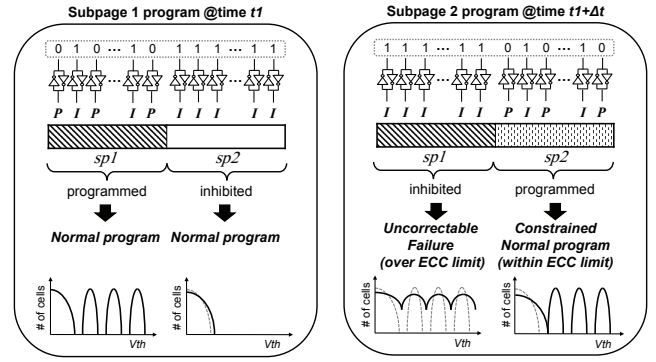 Subpage 1 program @time t1
0 1 0 ··· 1 0 1 1 1 ··· 1 1
P I P I P I I I I I
sp1 sp2
programmed inhibited
Normal program Normal program
# of cells Vth # of cells Vth
Subpage 2 program @time t1+Δt
1 1 1 ··· 1 1 0 1 0 ··· 1 0
I I I I I P I P I P
sp1 sp2
inhibited programmed
Uncorrectable Constrained
Failure Normal program
(over ECC limit) (within ECC limit)
# of cells Vth # of cells Vth